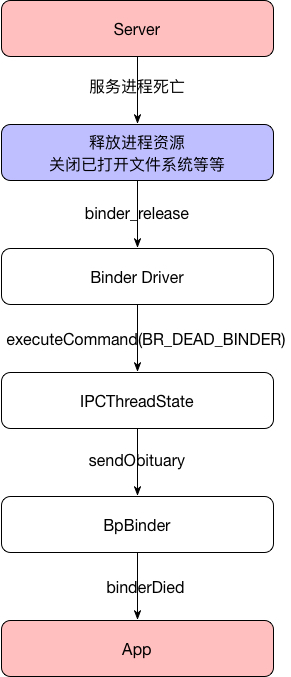 Server
服务进程死亡
释放进程资源
关闭已打开文件系统等等
binder_release
Binder Driver
executeCommand(BR_DEAD_BINDER)
IPCThreadState
sendObituary
BpBinder
binderDied
App